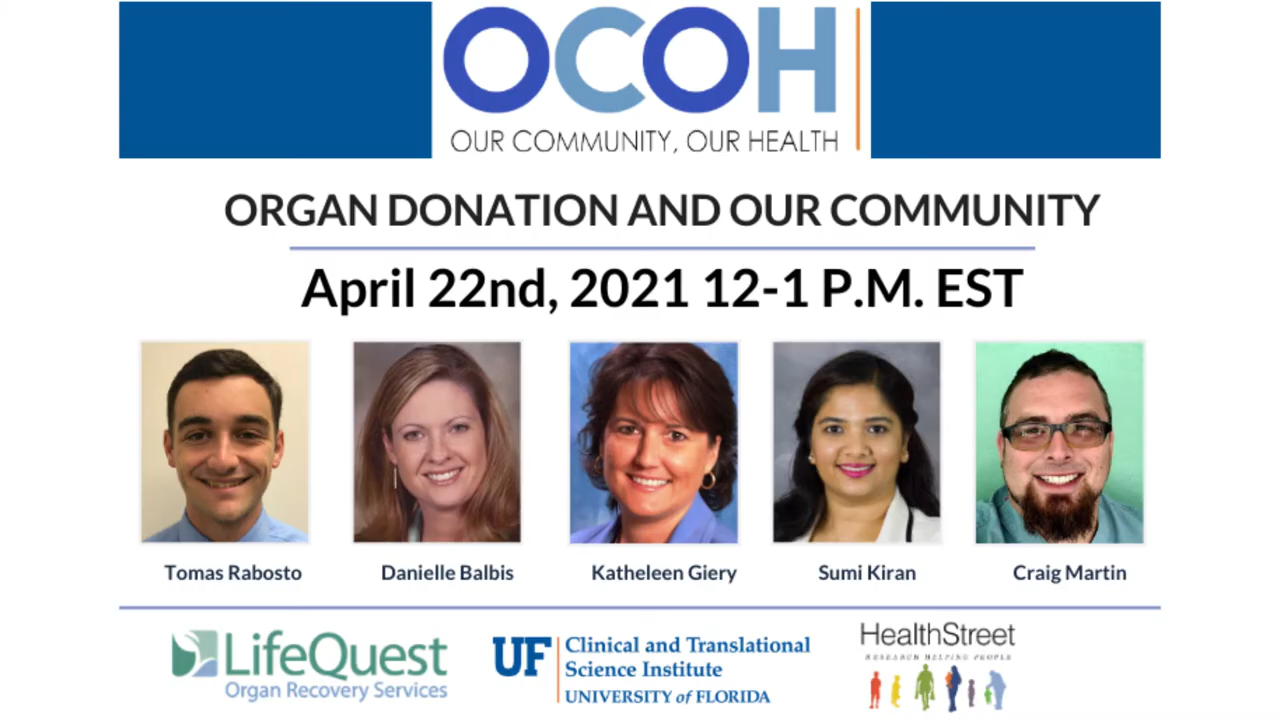 OCOH
OUR COMMUNITY, OUR HEALTH
ORGAN DONATION AND OUR COMMUNITY
April 22nd, 2021 12-1 P.M. EST
Tomas Rabosto
Danielle Balbis
Katheleen Giery
Sumi Kiran
Craig Martin
LifeQuest
Organ Recovery Services
UF
Clinical and Translational
Science Institute
UNIVERSITY of FLORIDA
HealthStreet
RESEARCH HELPING PEOPLE